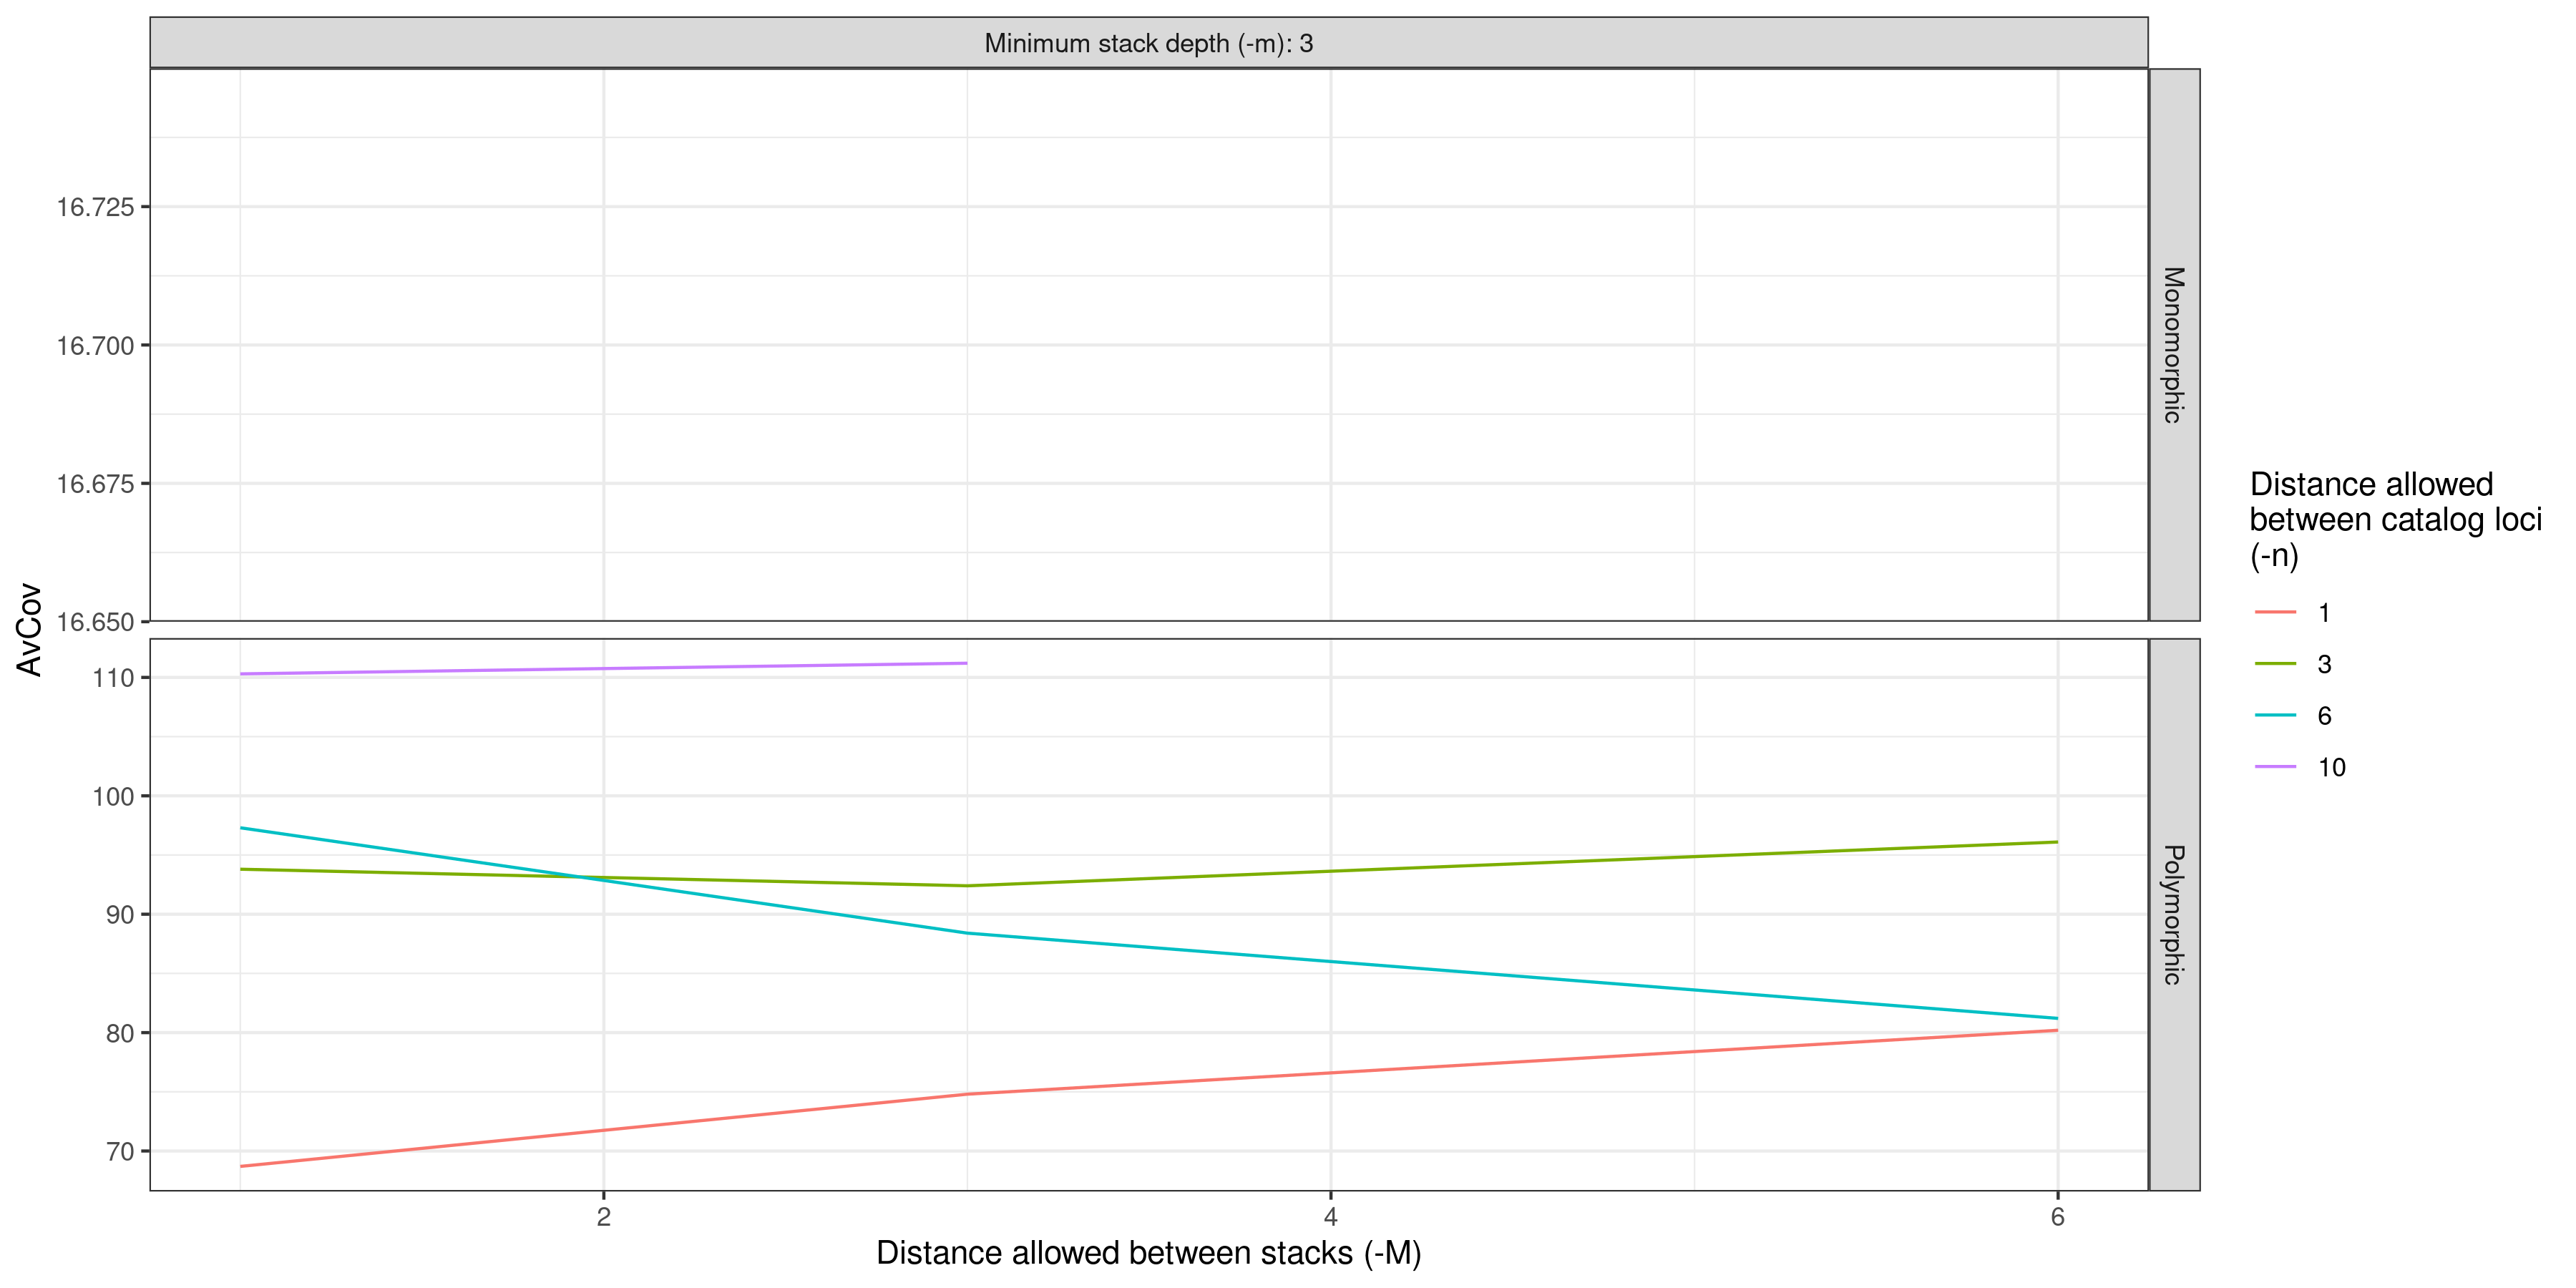 Minimum stack depth (-m): 3
16.725
16.700
16.675
16.650
Monomorphic
AvCov
110
100
90
80
70
Polymorphic
2
4
6
Distance allowed between stacks (-M)
Distance allowed
between catalog loci
(-n)
1
3
6
10